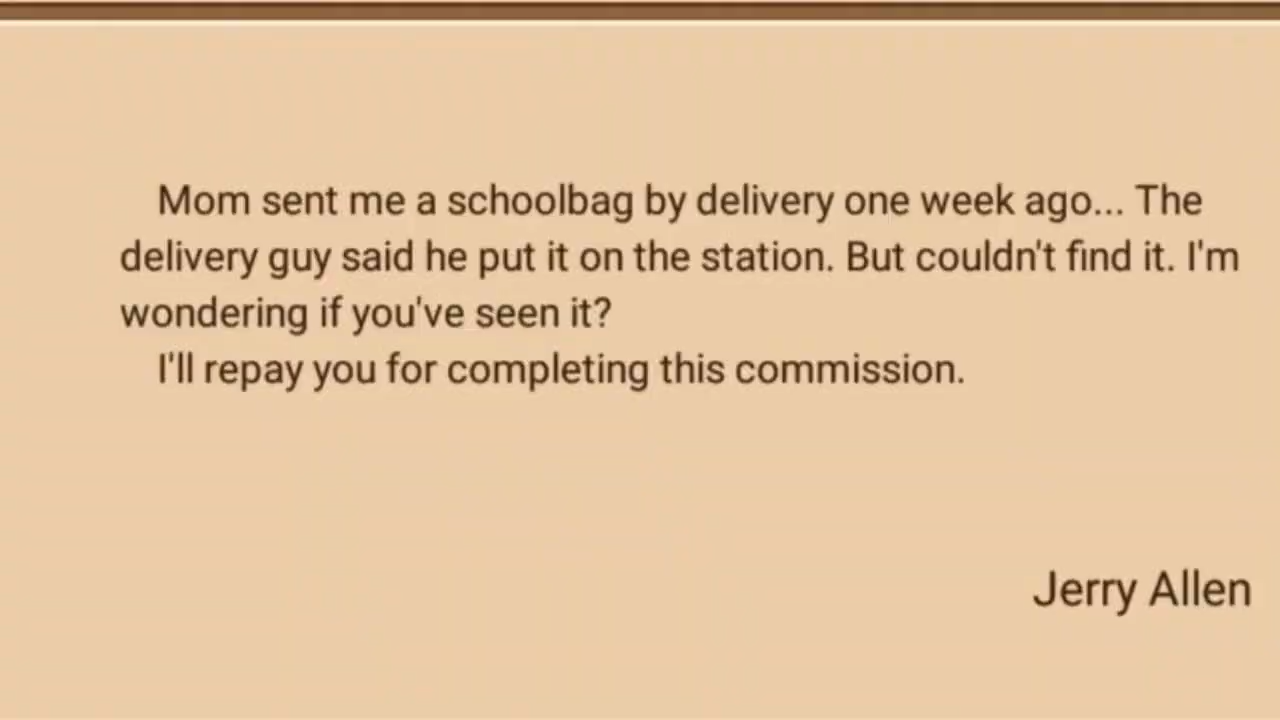 Mom sent me a schoolbag by delivery one week ago... The
delivery guy said he put it on the station. But couldn't find it. I'm
wondering if you've seen it?
I'll repay you for completing this commission.
Jerry Allen